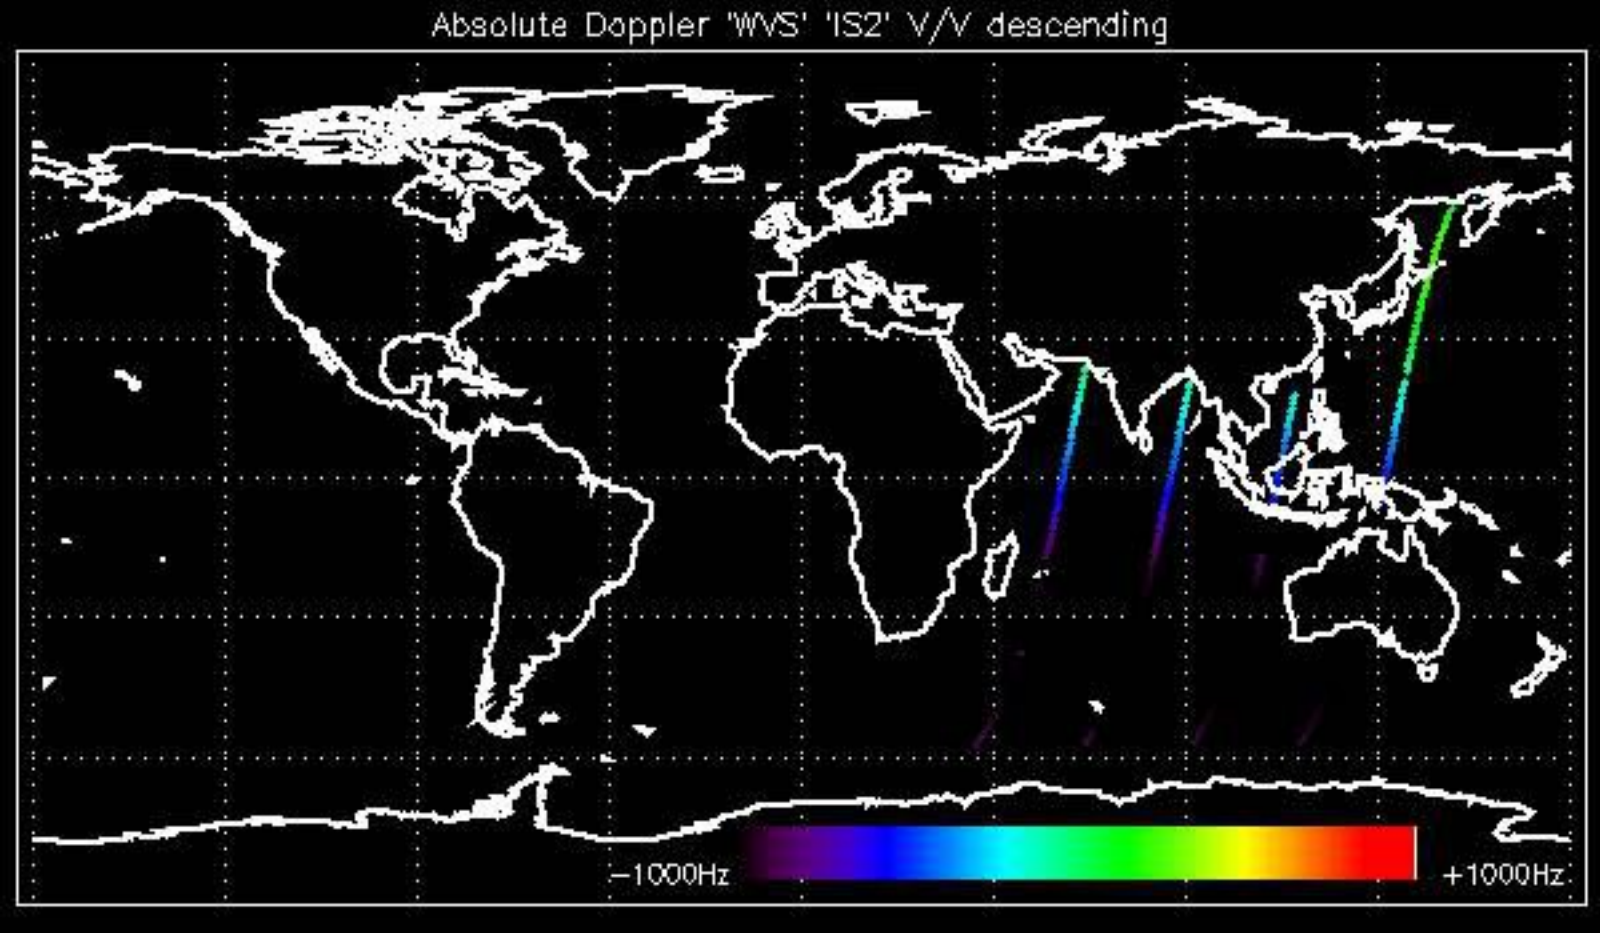 Absolute Doppler 'WVS' 'IS2' V/V descending
−1000Hz
+1000Hz